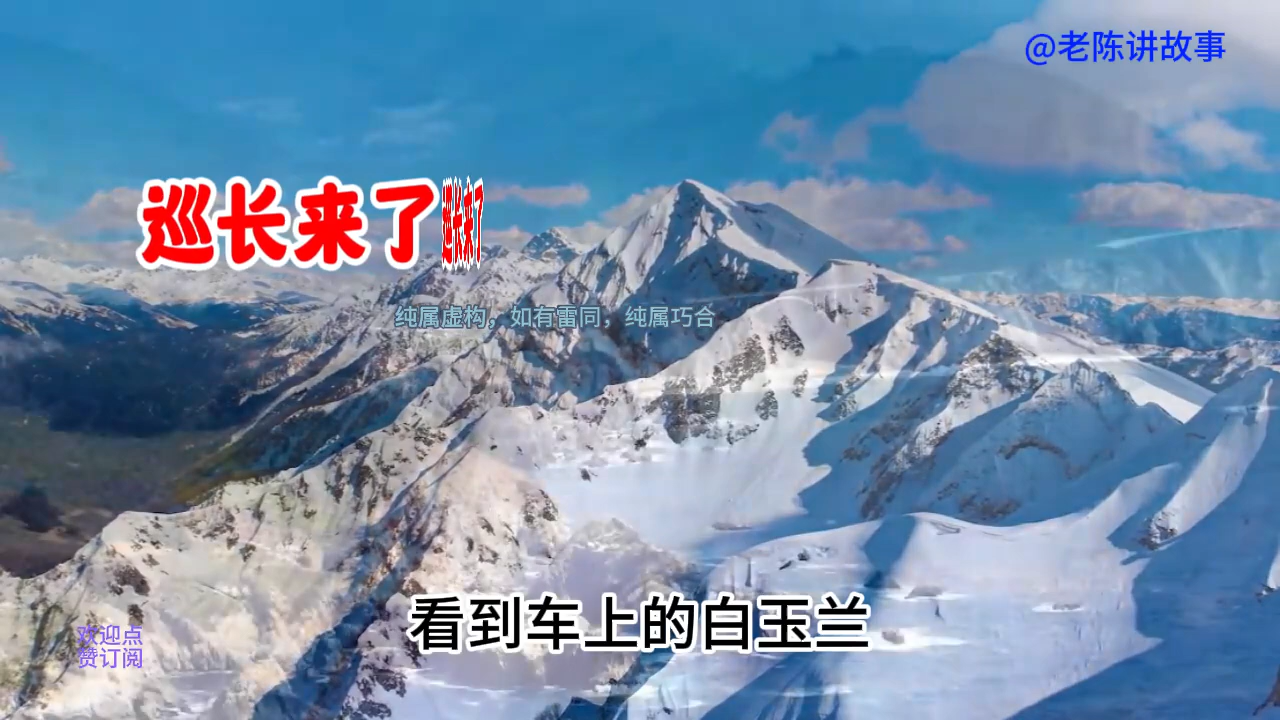 @老陈讲故事
巡长来了
巡长来了
纯属虚构，如有雷同，纯属巧合
看到车上的白玉兰
欢迎点
赞订阅